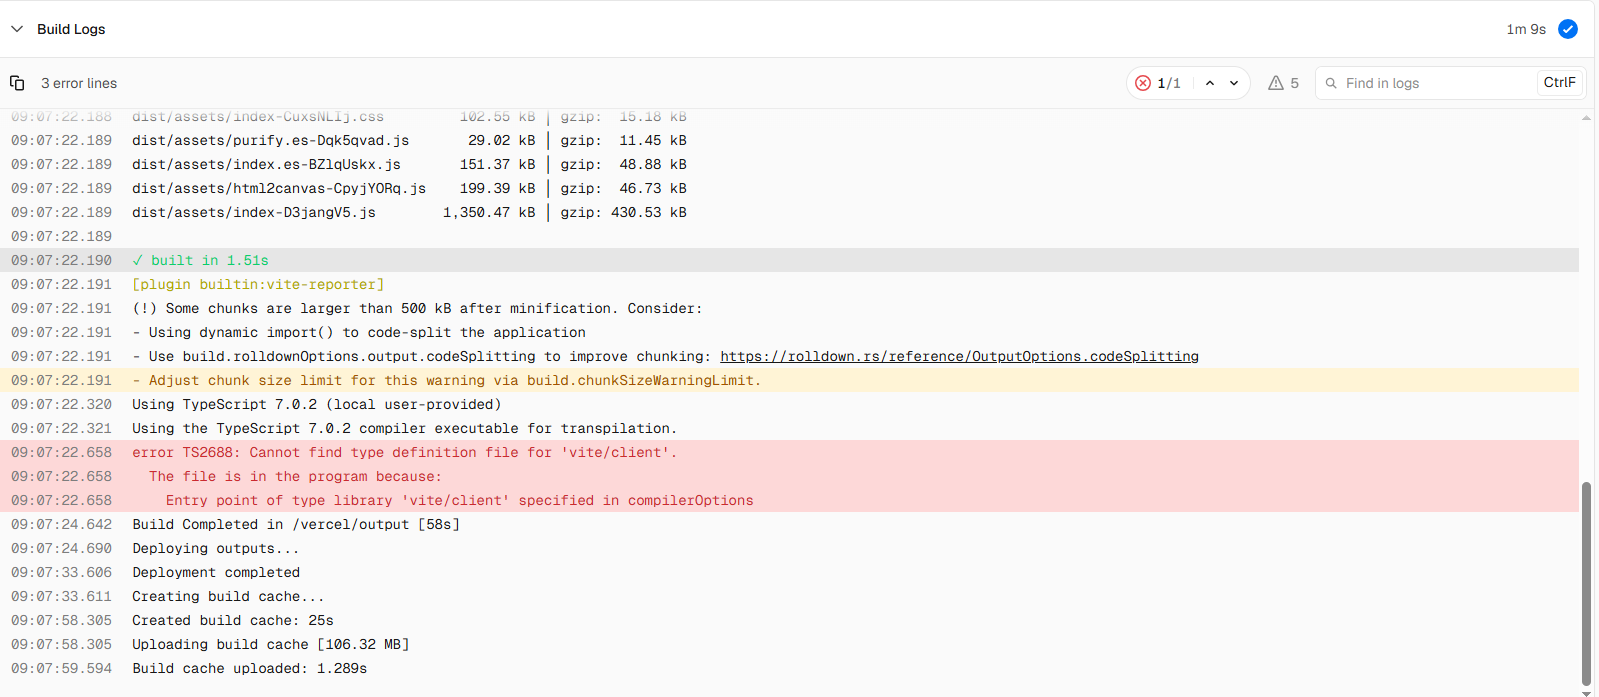 Build Logs 1m 9s
3 error lines 1/1 5 Find in logs CtrlF
09:07:22.188 dist/assets/index-CuxsNLIj.css 102.55 kB | gzip: 15.18 kB
09:07:22.189 dist/assets/purify.es-Dqk5qvad.js 29.02 kB | gzip: 11.45 kB
09:07:22.189 dist/assets/index.es-BZlqUskx.js 151.37 kB | gzip: 48.88 kB
09:07:22.189 dist/assets/html2canvas-CpyjYORq.js 199.39 kB | gzip: 46.73 kB
09:07:22.189 dist/assets/index-D3jangV5.js 1,350.47 kB | gzip: 430.53 kB
09:07:22.189
09:07:22.190 ✓ built in 1.51s
09:07:22.191 [plugin builtin:vite-reporter]
09:07:22.191 (!) Some chunks are larger than 500 kB after minification. Consider:
09:07:22.191 - Using dynamic import() to code-split the application
09:07:22.191 - Use build.rolldownOptions.output.codeSplitting to improve chunking: https://rolldown.rs/reference/OutputOptions.codeSplitting
09:07:22.191 - Adjust chunk size limit for this warning via build.chunkSizeWarningLimit.
09:07:22.320 Using TypeScript 7.0.2 (local user-provided)
09:07:22.321 Using the TypeScript 7.0.2 compiler executable for transpilation.
09:07:22.658 error TS2688: Cannot find type definition file for 'vite/client'.
09:07:22.658 The file is in the program because:
09:07:22.658 Entry point of type library 'vite/client' specified in compilerOptions
09:07:24.642 Build Completed in /vercel/output [58s]
09:07:24.690 Deploying outputs...
09:07:33.606 Deployment completed
09:07:33.611 Creating build cache...
09:07:58.305 Created build cache: 25s
09:07:58.305 Uploading build cache [106.32 MB]
09:07:59.594 Build cache uploaded: 1.289s